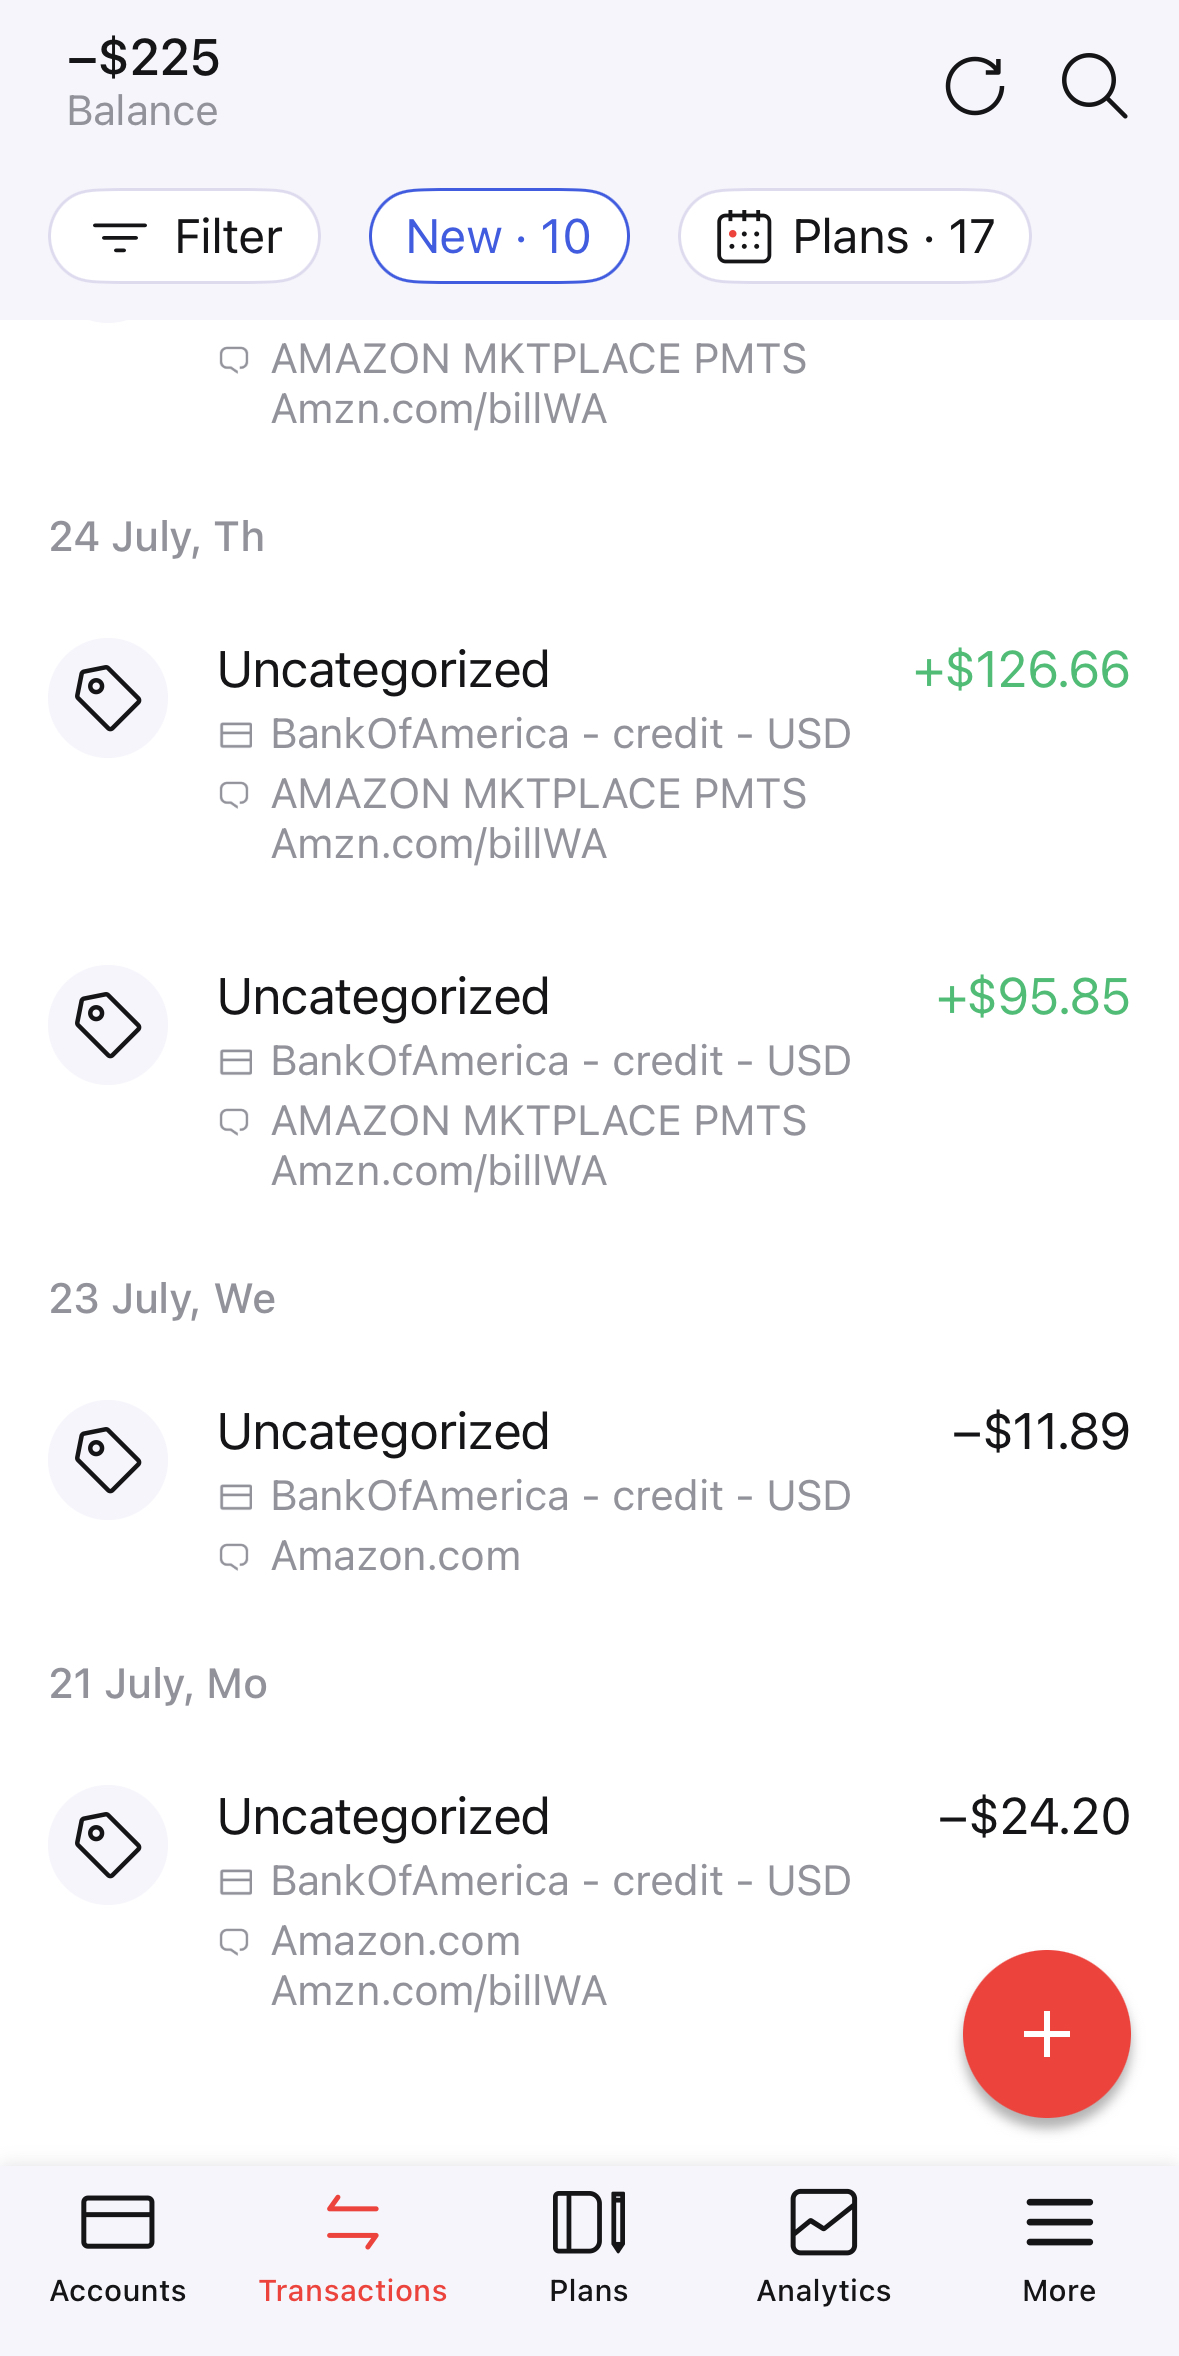 –$225
Balance
Filter
New · 10
Plans · 17
AMAZON MKTPLACE PMTS
Amzn.com/billWA
24 July, Th
Uncategorized +$126.66
BankOfAmerica - credit - USD
AMAZON MKTPLACE PMTS
Amzn.com/billWA
Uncategorized +$95.85
BankOfAmerica - credit - USD
AMAZON MKTPLACE PMTS
Amzn.com/billWA
23 July, We
Uncategorized –$11.89
BankOfAmerica - credit - USD
Amazon.com
21 July, Mo
Uncategorized –$24.20
BankOfAmerica - credit - USD
Amazon.com
Amzn.com/billWA
Accounts
Transactions
Plans
Analytics
More